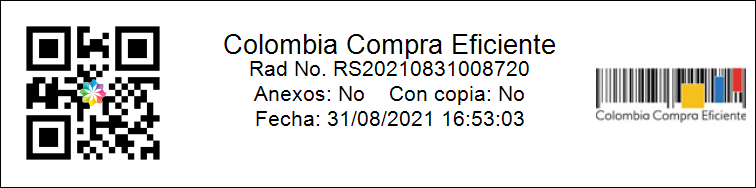 Colombia Compra Eficiente
Rad No. RS20210831008720
Anexos: No Con copia: No
Fecha: 31/08/2021 16:53:03
Colombia Compra Eficiente